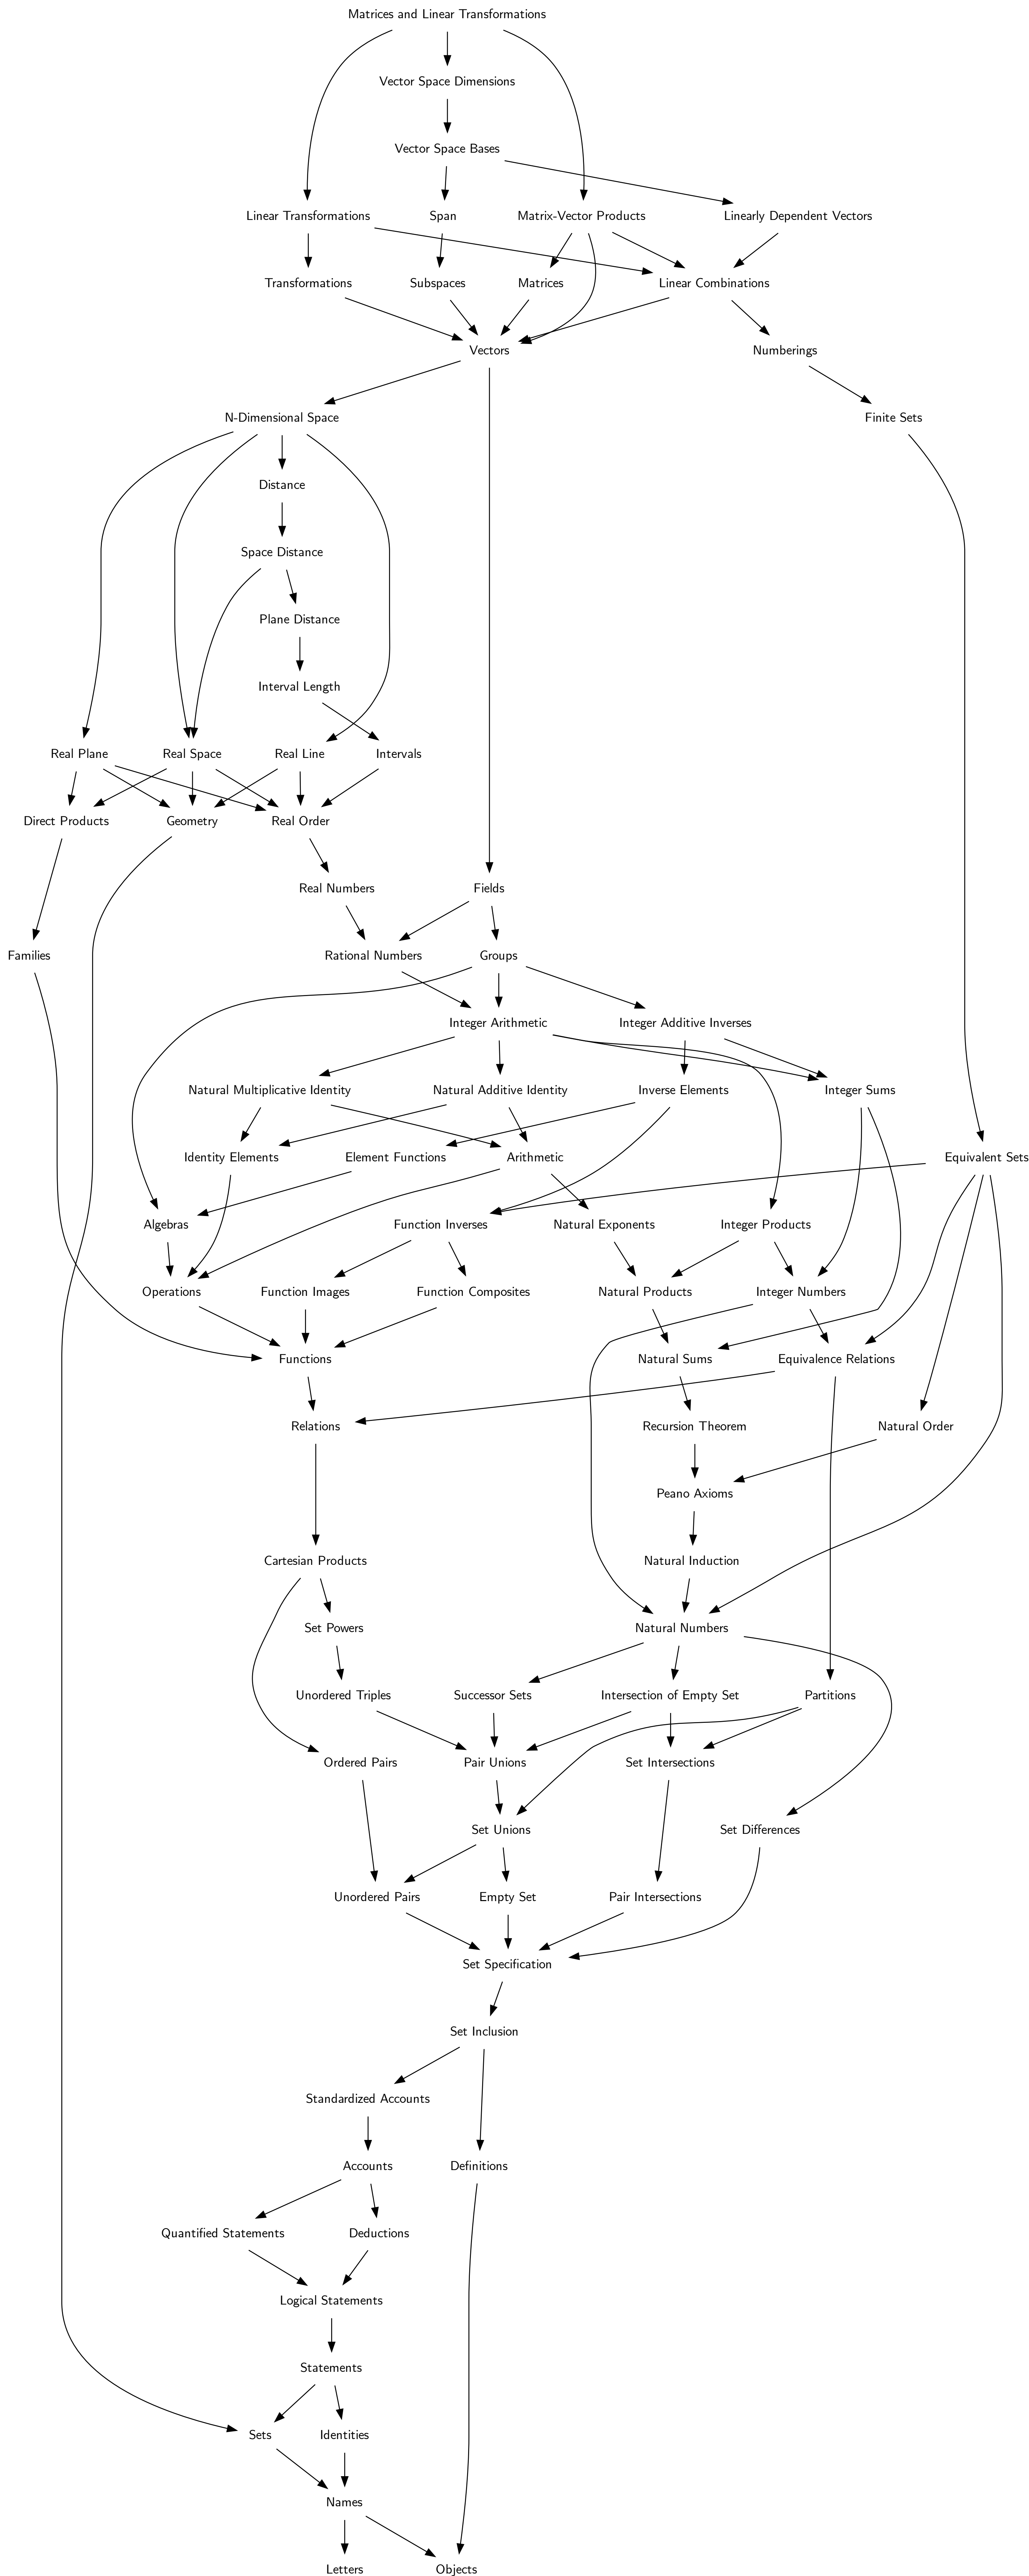 Matrices and Linear Transformations
Vector Space Dimensions
Vector Space Bases
Linear Transformations
Span
Matrix-Vector Products
Linearly Dependent Vectors
Transformations
Subspaces
Matrices
Linear Combinations
Vectors
Numberings
N-Dimensional Space
Finite Sets
Distance
Space Distance
Plane Distance
Interval Length
Real Plane
Real Space
Real Line
Intervals
Direct Products
Geometry
Real Order
Real Numbers
Fields
Families
Rational Numbers
Groups
Integer Arithmetic
Integer Additive Inverses
Natural Multiplicative Identity
Natural Additive Identity
Inverse Elements
Integer Sums
Identity Elements
Element Functions
Arithmetic
Equivalent Sets
Algebras
Function Inverses
Natural Exponents
Integer Products
Operations
Function Images
Function Composites
Natural Products
Integer Numbers
Functions
Natural Sums
Equivalence Relations
Relations
Recursion Theorem
Natural Order
Peano Axioms
Cartesian Products
Natural Induction
Set Powers
Natural Numbers
Unordered Triples
Successor Sets
Intersection of Empty Set
Partitions
Ordered Pairs
Pair Unions
Set Intersections
Set Unions
Set Differences
Unordered Pairs
Empty Set
Pair Intersections
Set Specification
Set Inclusion
Standardized Accounts
Accounts
Definitions
Quantified Statements
Deductions
Logical Statements
Statements
Sets
Identities
Names
Letters
Objects